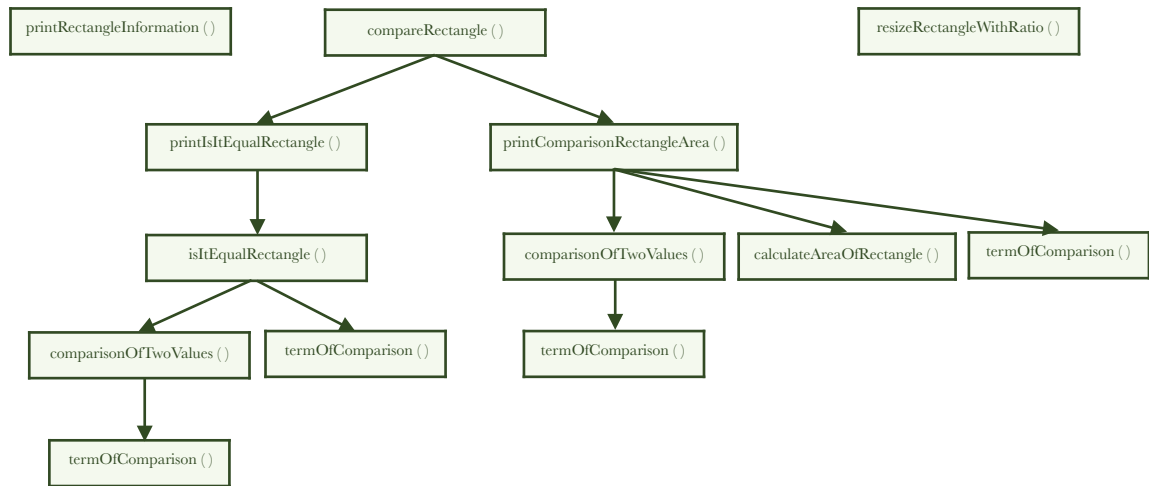 printRectangleInformation ( )
compareRectangle ( )
resizeRectangleWithRatio ( )
printIsItEqualRectangle ( )
printComparisonRectangleArea ( )
isItEqualRectangle ( )
comparisonOfTwoValues ( )
calculateAreaOfRectangle ( )
termOfComparison ( )
comparisonOfTwoValues ( )
termOfComparison ( )
termOfComparison ( )
termOfComparison ( )